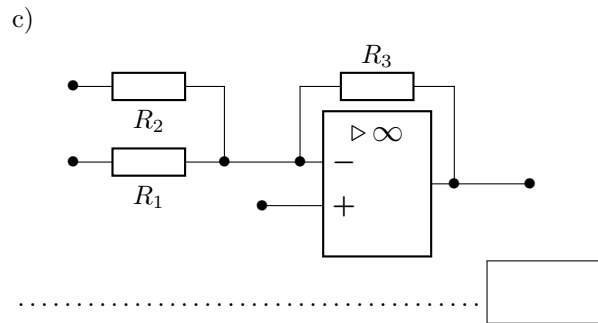 c)
R₃
▷ ∞
R₂
−
R₁
+